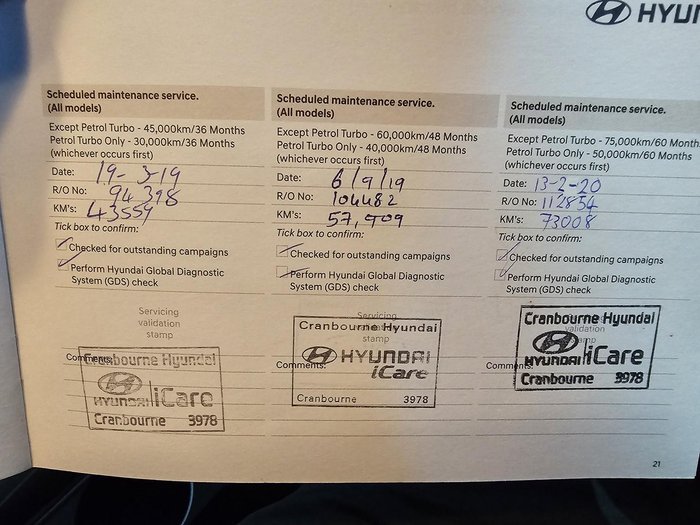 HYUN
Scheduled maintenance service.
(All models)
Except Petrol Turbo - 45,000km/36 Months
Petrol Turbo Only - 30,000km/36 Months
(whichever occurs first)
Date: 19-3-19
R/O No: 94398
KM's: 43559
Tick box to confirm:
Checked for outstanding campaigns
Perform Hyundai Global Diagnostic
System (GDS) check
Servicing
validation
stamp
Comments:
Cranbourne Hyundai
HYUNDAI iCare
Cranbourne 3978
Scheduled maintenance service.
(All models)
Except Petrol Turbo - 60,000km/48 Months
Petrol Turbo Only - 40,000km/48 Months
(whichever occurs first)
Date: 6/9/19
R/O No: 104482
KM's: 57,909
Tick box to confirm:
Checked for outstanding campaigns
Perform Hyundai Global Diagnostic
System (GDS) check
Servicing
stamp
Comments:
Cranbourne Hyundai
HYUNDAI
iCare
Cranbourne 3978
Scheduled maintenance service.
(All models)
Except Petrol Turbo - 75,000km/60 Month
Petrol Turbo Only - 50,000km/60 Months
(whichever occurs first)
Date: 13-2-20
R/O No: 112854
KM's: 73008
Tick box to confirm:
Checked for outstanding campaigns
Perform Hyundai Global Diagnostic
System (GDS) check
validation
Comments:
Cranbourne Hyundai
HYUNDAI iCare
Cranbourne 3978
21